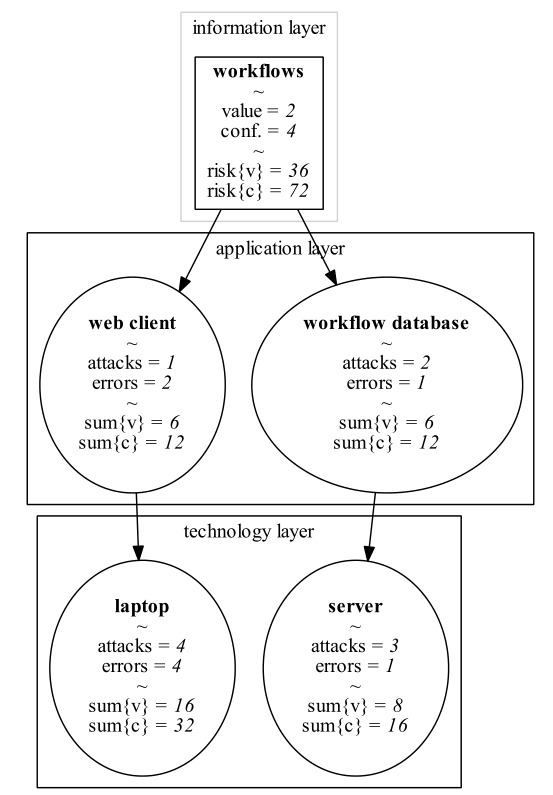 information layer
workflows
~
value = 2
conf. = 4
~
risk{v} = 36
risk{c} = 72
application layer
web client
~
attacks = 1
errors = 2
~
sum{v} = 6
sum{c} = 12
workflow database
~
attacks = 2
errors = 1
~
sum{v} = 6
sum{c} = 12
technology layer
laptop
~
attacks = 4
errors = 4
~
sum{v} = 16
sum{c} = 32
server
~
attacks = 3
errors = 1
~
sum{v} = 8
sum{c} = 16